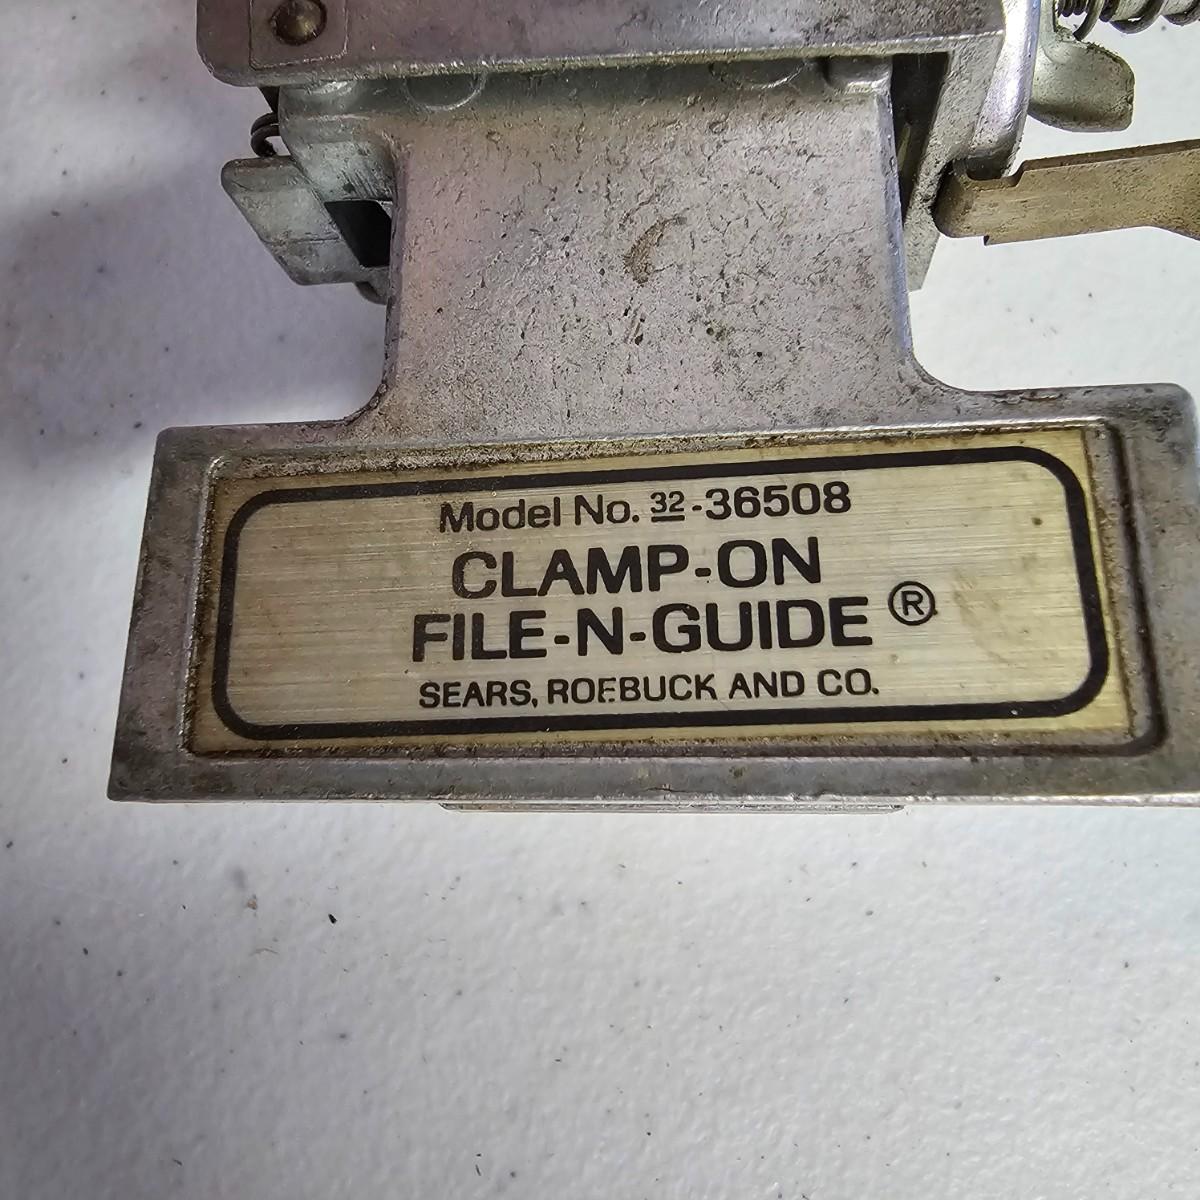 Model No. 32-36508
CLAMP-ON
FILE-N-GUIDE ®
SEARS, ROEBUCK AND CO.